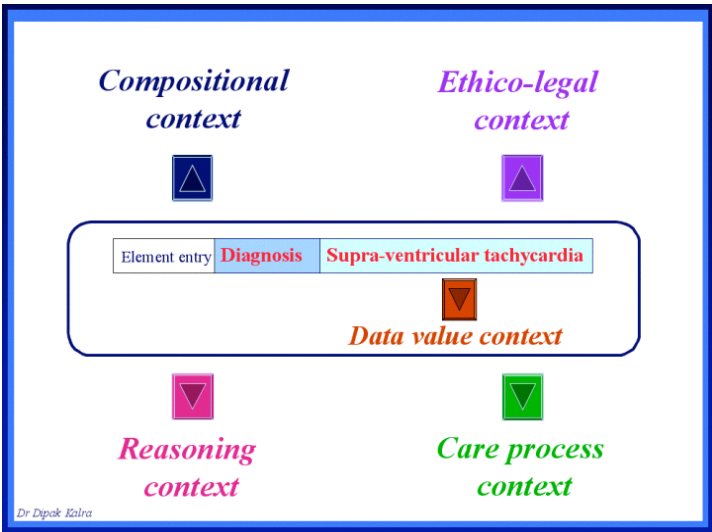 Compositional
context
Ethico-legal
context
Element entry Diagnosis Supra-ventricular tachycardia
Data value context
Reasoning
context
Care process
context
Dr Dipak Kalra